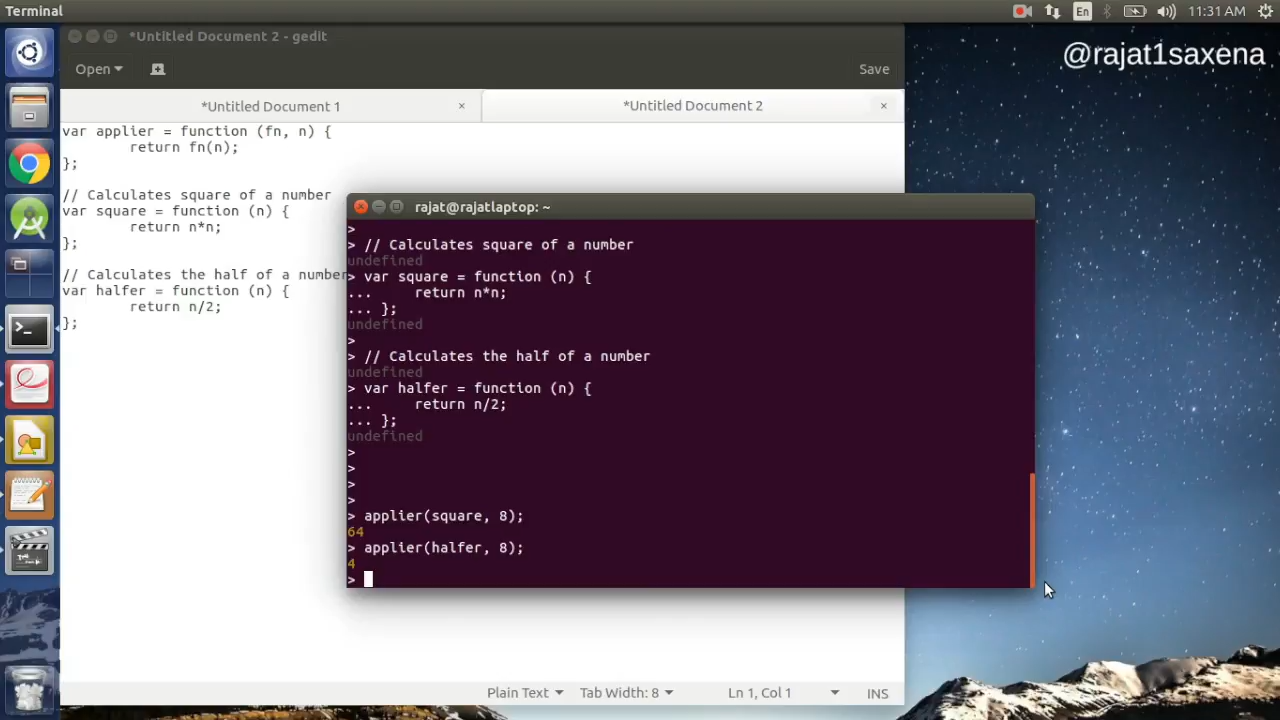 Terminal
En
11:31 AM
*Untitled Document 2 - gedit
Open
Save
@rajat1saxena
*Untitled Document 1 ×
*Untitled Document 2 ×
var applier = function (fn, n) {
return fn(n);
};
// Calculates square of a number
var square = function (n) {
return n*n;
};
// Calculates the half of a number
var halfer = function (n) {
return n/2;
};
rajat@rajatlaptop: ~
>
> // Calculates square of a number
undefined
> var square = function (n) {
... return n*n;
... };
undefined
>
> // Calculates the half of a number
undefined
> var halfer = function (n) {
... return n/2;
... };
undefined
>
>
>
>
> applier(square, 8);
64
> applier(halfer, 8);
4
>
Plain Text
Tab Width: 8
Ln 1, Col 1
INS